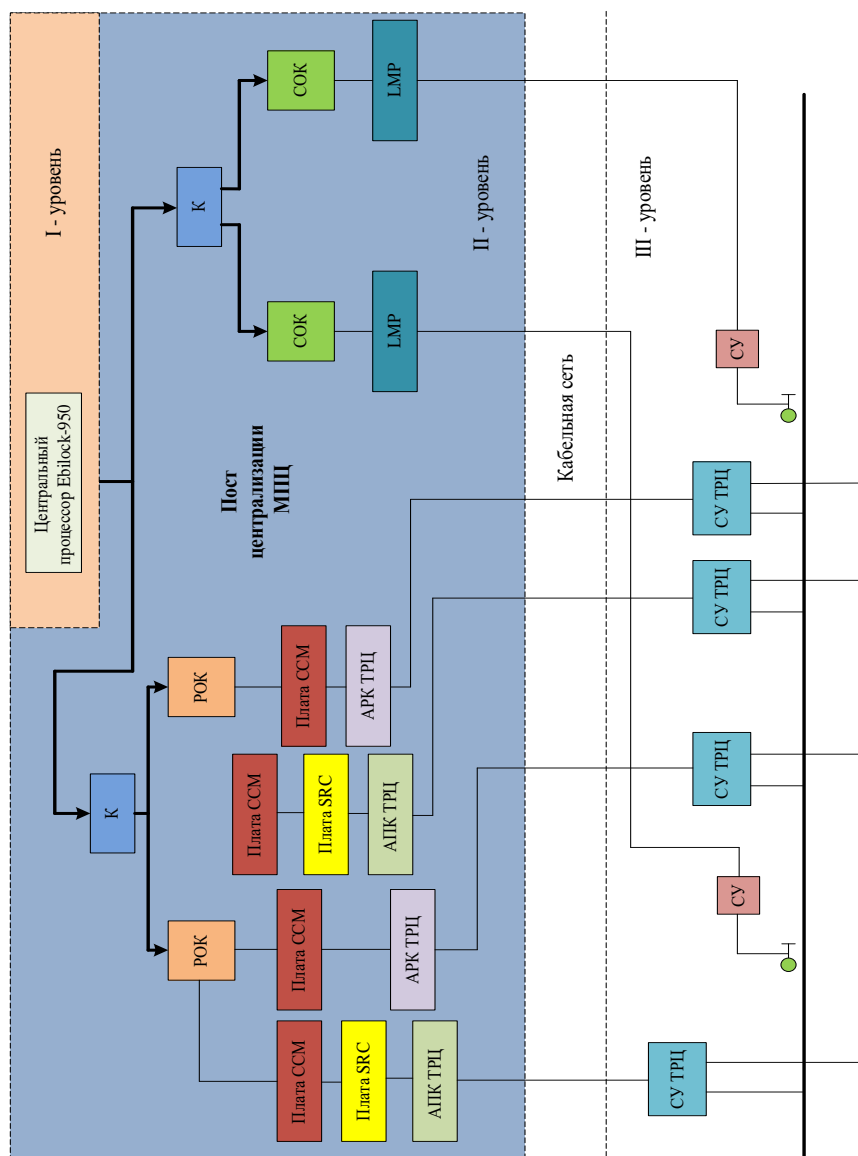 Центральный
процессор Ebilock-950
I - уровень
К
РОК
РОК
К
Пост
централизации
МПЦ
Плата ССМ
Плата ССМ
Плата ССМ
Плата ССМ
СОК
СОК
Плата SRC
Плата SRC
АРК ТРЦ
АПК ТРЦ
LMP
LMP
АРК ТРЦ
АПК ТРЦ
II - уровень
Кабельная сеть
III - уровень
СУ ТРЦ
СУ ТРЦ
СУ ТРЦ
СУ ТРЦ
СУ
СУ